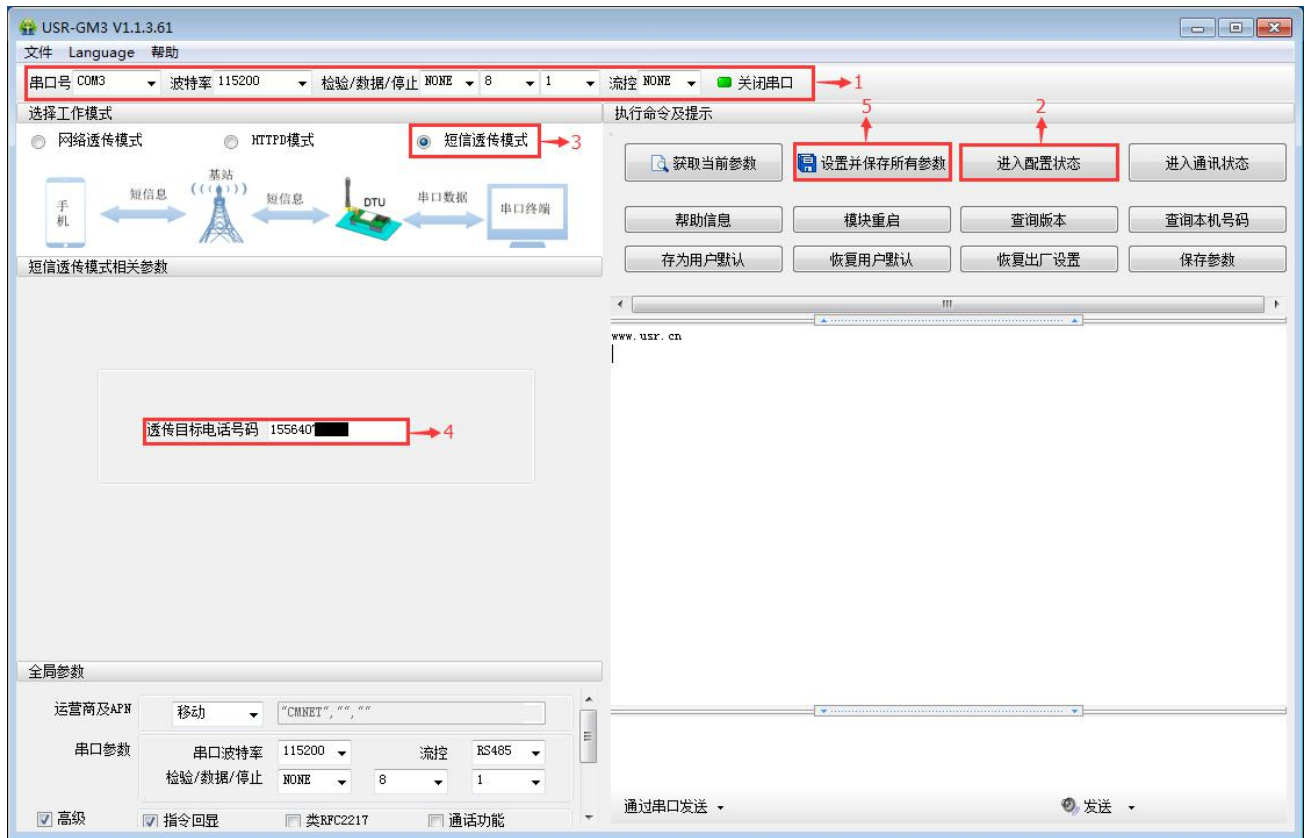 USR-GM3 V1.1.3.61
文件 Language 帮助
串口号 COM3 波特率 115200 检验/数据/停止 NONE 8 1 流控 NONE 关闭串口 1
选择工作模式
网络透传模式 HTTPD模式 短信透传模式 3
手机 短信息 基站 短信息 DTU 串口数据 串口终端
短信透传模式相关参数
透传目标电话号码 155640 4
全局参数
运营商及APN 移动 "CMNET","",""
串口参数 串口波特率 115200 流控 RS485
检验/数据/停止 NONE 8 1
高级 指令回显 类RFC2217 通话功能
执行命令及提示
5 2
获取当前参数 设置并保存所有参数 进入配置状态 进入通讯状态
帮助信息 模块重启 查询版本 查询本机号码
存为用户默认 恢复用户默认 恢复出厂设置 保存参数
www.usr.cn
通过串口发送 发送